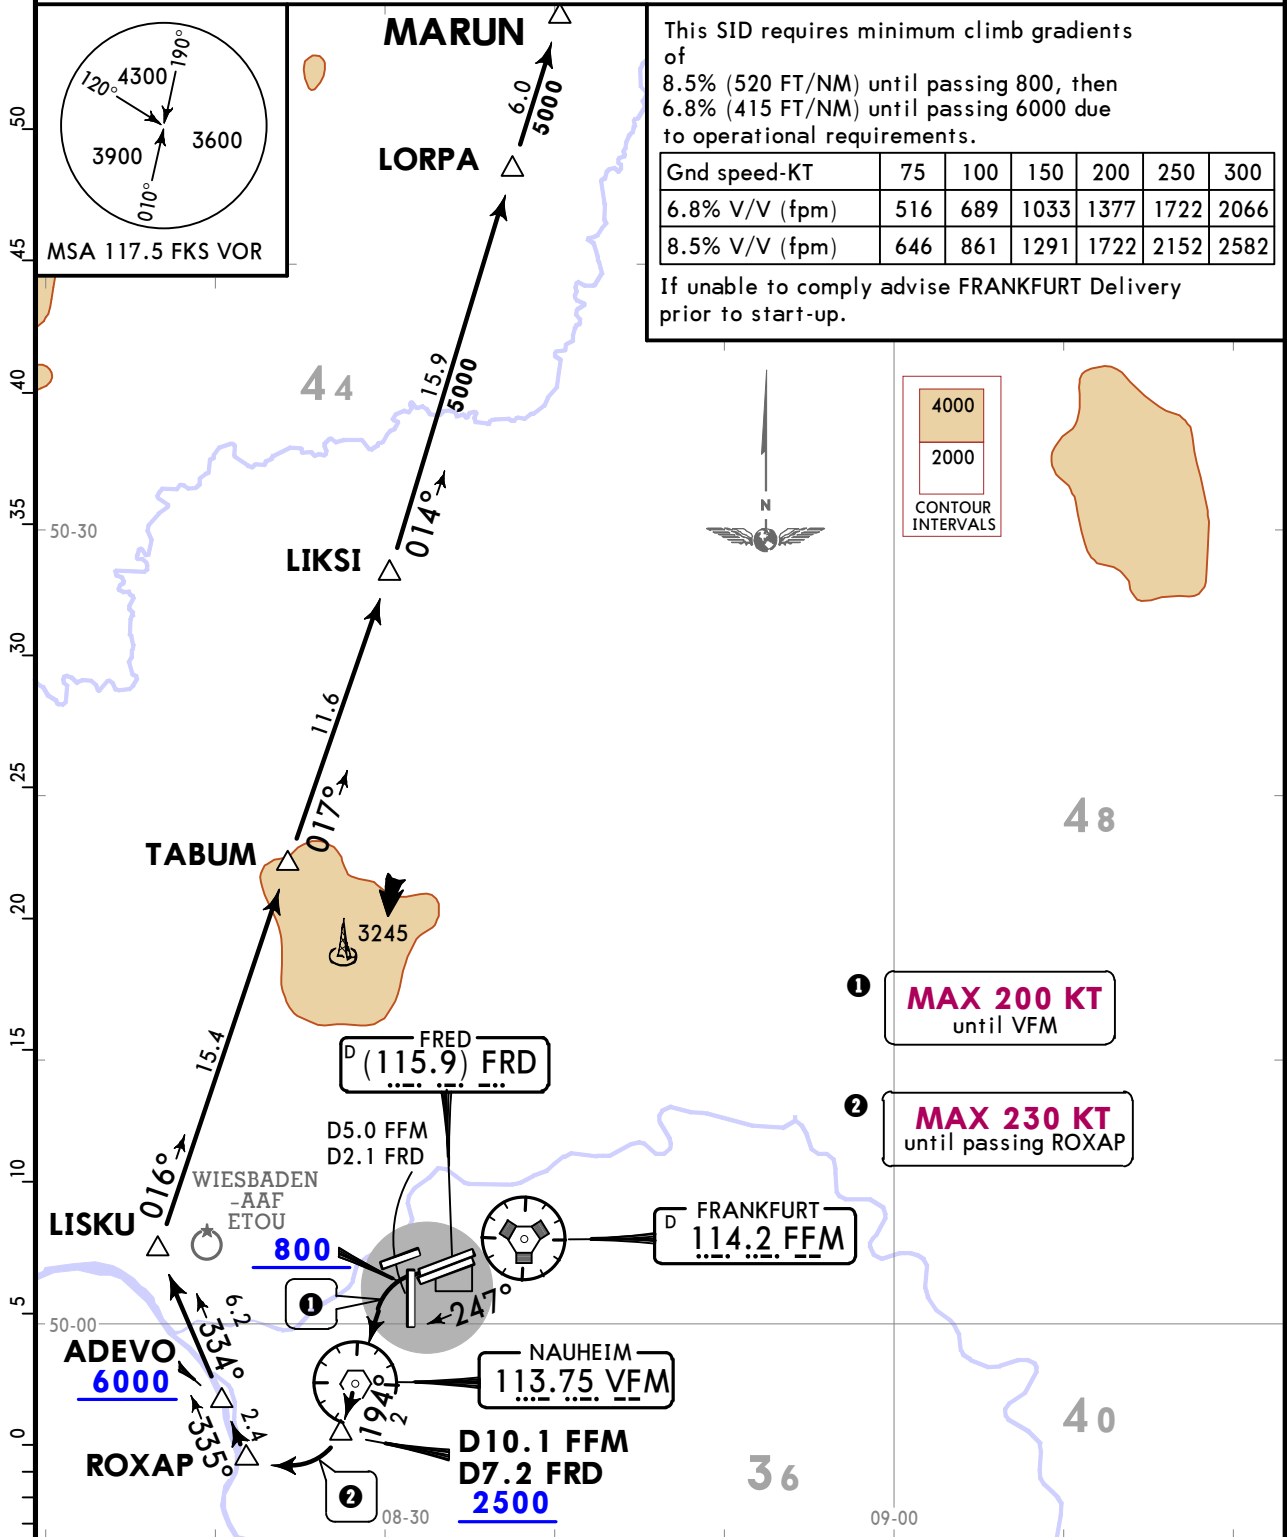 MARUN
190°
120°
4300
3600
3900
010°
MSA 117.5 FKS VOR
This SID requires minimum climb gradients
of
8.5% (520 FT/NM) until passing 800, then
6.8% (415 FT/NM) until passing 6000 due
to operational requirements.
Gnd speed-KT 75 100 150 200 250 300
6.8% V/V (fpm) 516 689 1033 1377 1722 2066
8.5% V/V (fpm) 646 861 1291 1722 2152 2582
If unable to comply advise FRANKFURT Delivery
prior to start-up.
6.0
5000
LORPA
50
45
40
35
30
25
20
15
10
5
0
15.9
5000
44
4000
2000
CONTOUR
INTERVALS
N
50-30
014°
LIKSI
11.6
017°
48
TABUM
3245
15.4
1
MAX 200 KT
until VFM
2
MAX 230 KT
until passing ROXAP
FRED
D (115.9) FRD
D5.0 FFM
D2.1 FRD
016°
WIESBADEN
-AAF
ETOU
LISKU
800
FRANKFURT
D 114.2 FFM
1
247°
6.2
334°
50-00
ADEVO
6000
NAUHEIM
113.75 VFM
194°
2
2.4
335°
ROXAP
D10.1 FFM
D7.2 FRD
2500
2
40
36
08-30
09-00